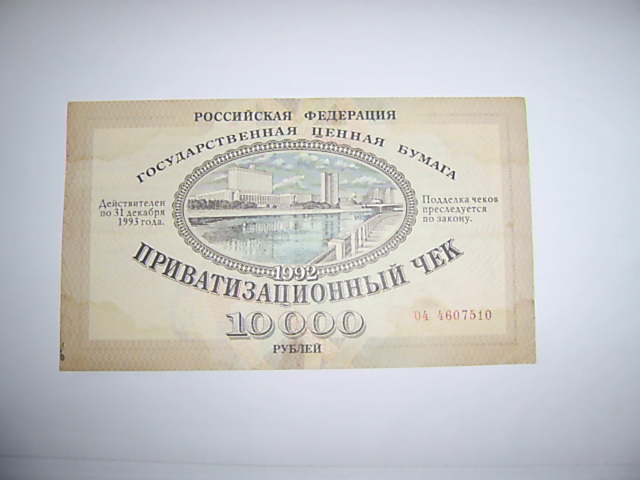 РОССИЙСКАЯ ФЕДЕРАЦИЯ
ГОСУДАРСТВЕННАЯ ЦЕННАЯ БУМАГА
Действителен
по 31 декабря
1993 года.
Подделка чеков
преследуется
по закону.
1992
ПРИВАТИЗАЦИОННЫЙ ЧЕК
10000
04 4607510
РУБЛЕЙ